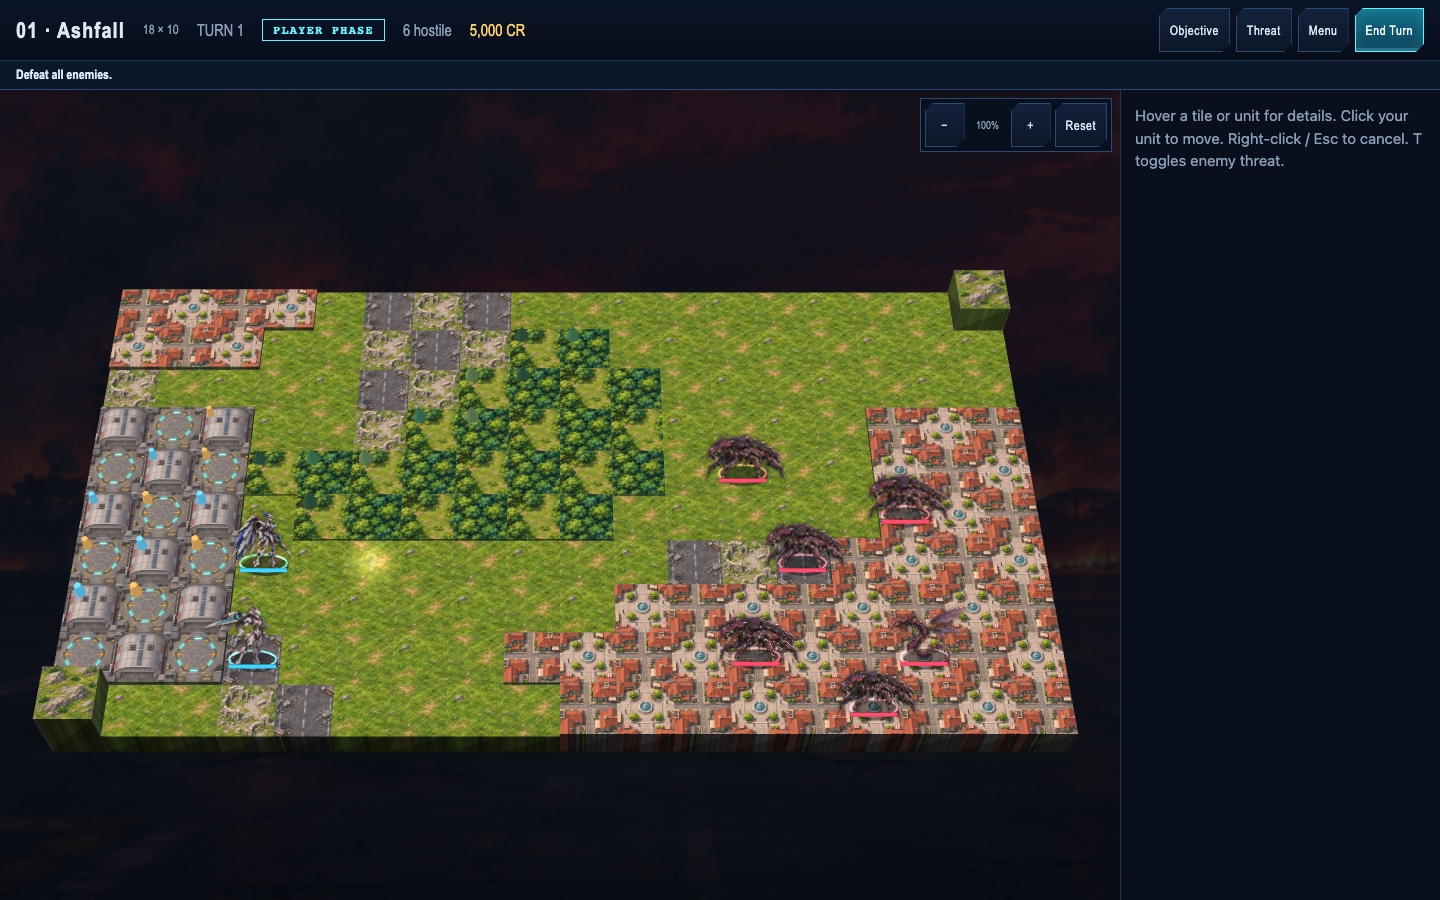 01 · Ashfall
18 × 10
TURN 1
PLAYER PHASE
6 hostile
5,000 CR
Objective
Threat
Menu
End Turn
Defeat all enemies.
−
100%
+
Reset
Hover a tile or unit for details. Click your
unit to move. Right-click / Esc to cancel. T
toggles enemy threat.